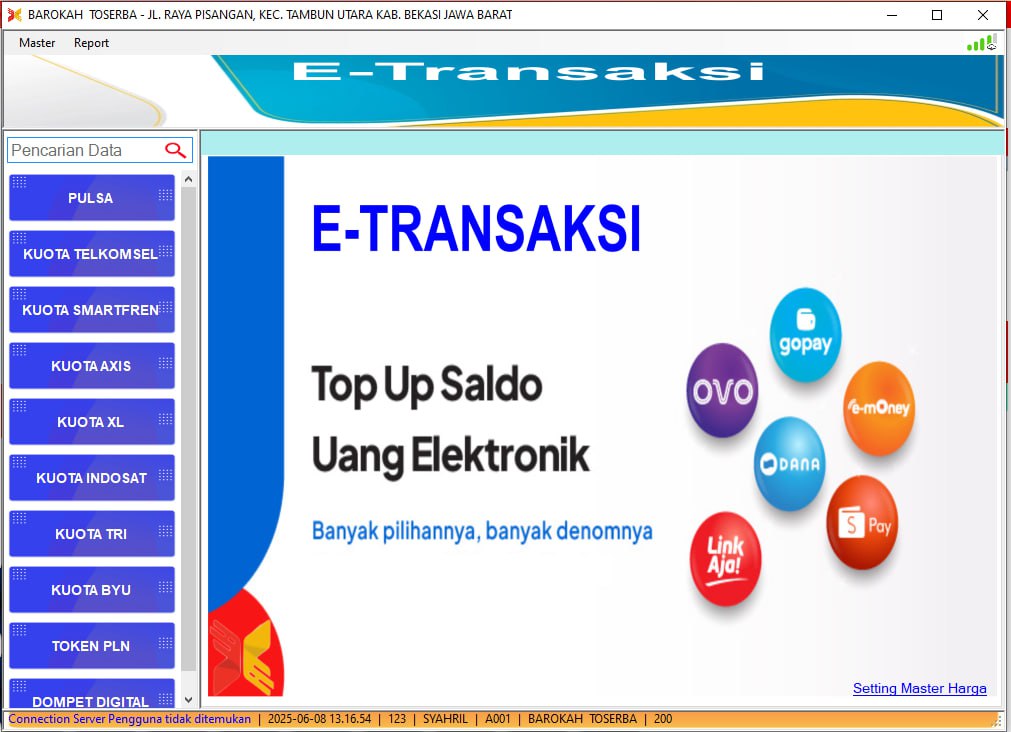 BAROKAH  TOSERBA - JL. RAYA PISANGAN, KEC. TAMBUN UTARA KAB. BEKASI JAWA BARAT
Master Report
E-Transaksi
Pencarian Data
PULSA
KUOTA TELKOMSEL
KUOTA SMARTFREN
KUOTA AXIS
KUOTA XL
KUOTA INDOSAT
KUOTA TRI
KUOTA BYU
TOKEN PLN
DOMPET DIGITAL
E-TRANSAKSI
Top Up Saldo
Uang Elektronik
Banyak pilihannya, banyak denomnya
gopay
OVO
e-money
DANA
S Pay
Link
Aja!
Setting Master Harga
Connection Server Pengguna tidak ditemukan | 2025-06-08 13.16.54 | 123 | SYAHRIL | A001 | BAROKAH  TOSERBA | 200